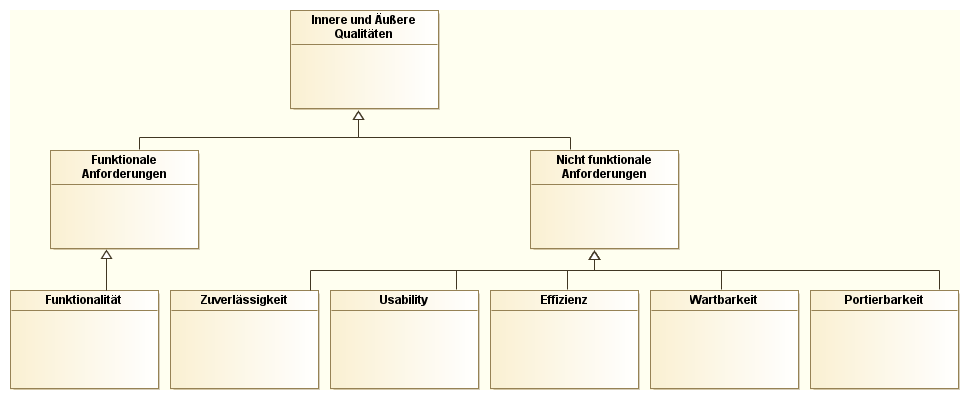 Innere und Äußere
Qualitäten
Funktionale
Anforderungen
Nicht funktionale
Anforderungen
Funktionalität
Zuverlässigkeit
Usability
Effizienz
Wartbarkeit
Portierbarkeit